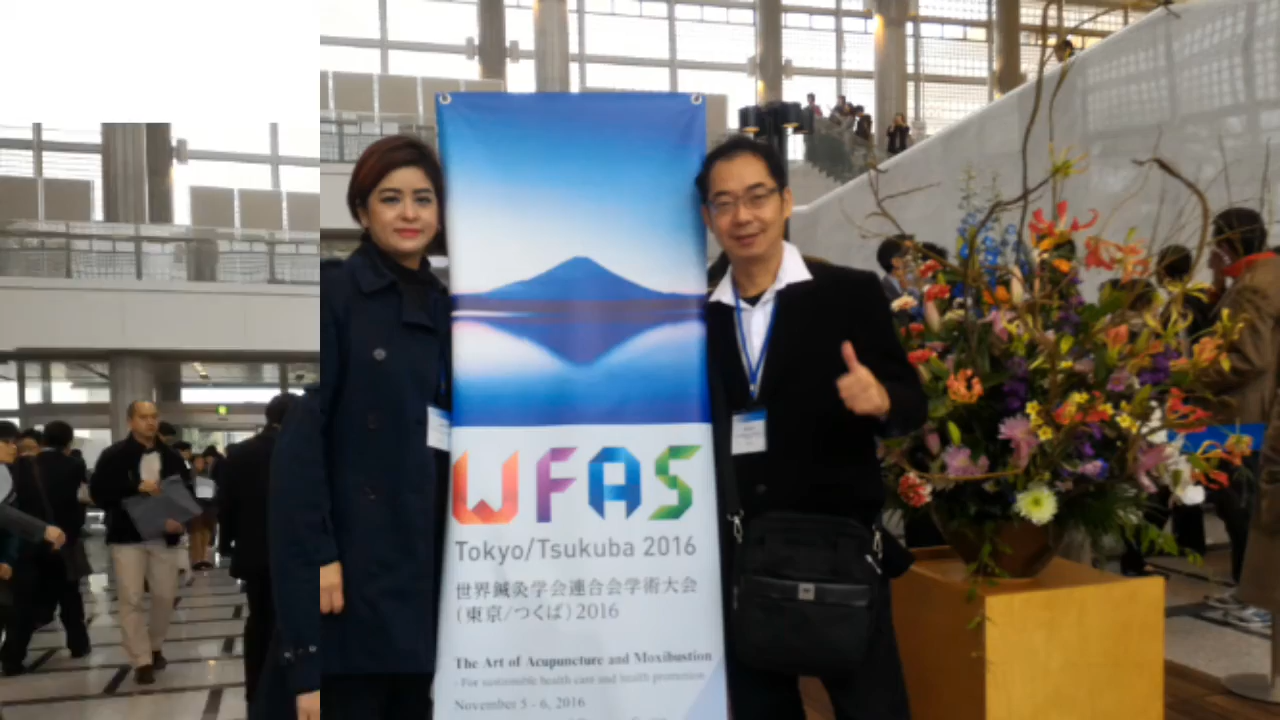 WFAS
Tokyo/Tsukuba 2016
世界鍼灸学会連合会学術大会
(東京/つくば)2016
The Art of Acupuncture and Moxibustion
- For sustainable health care and health promotion
November 5 - 6, 2016